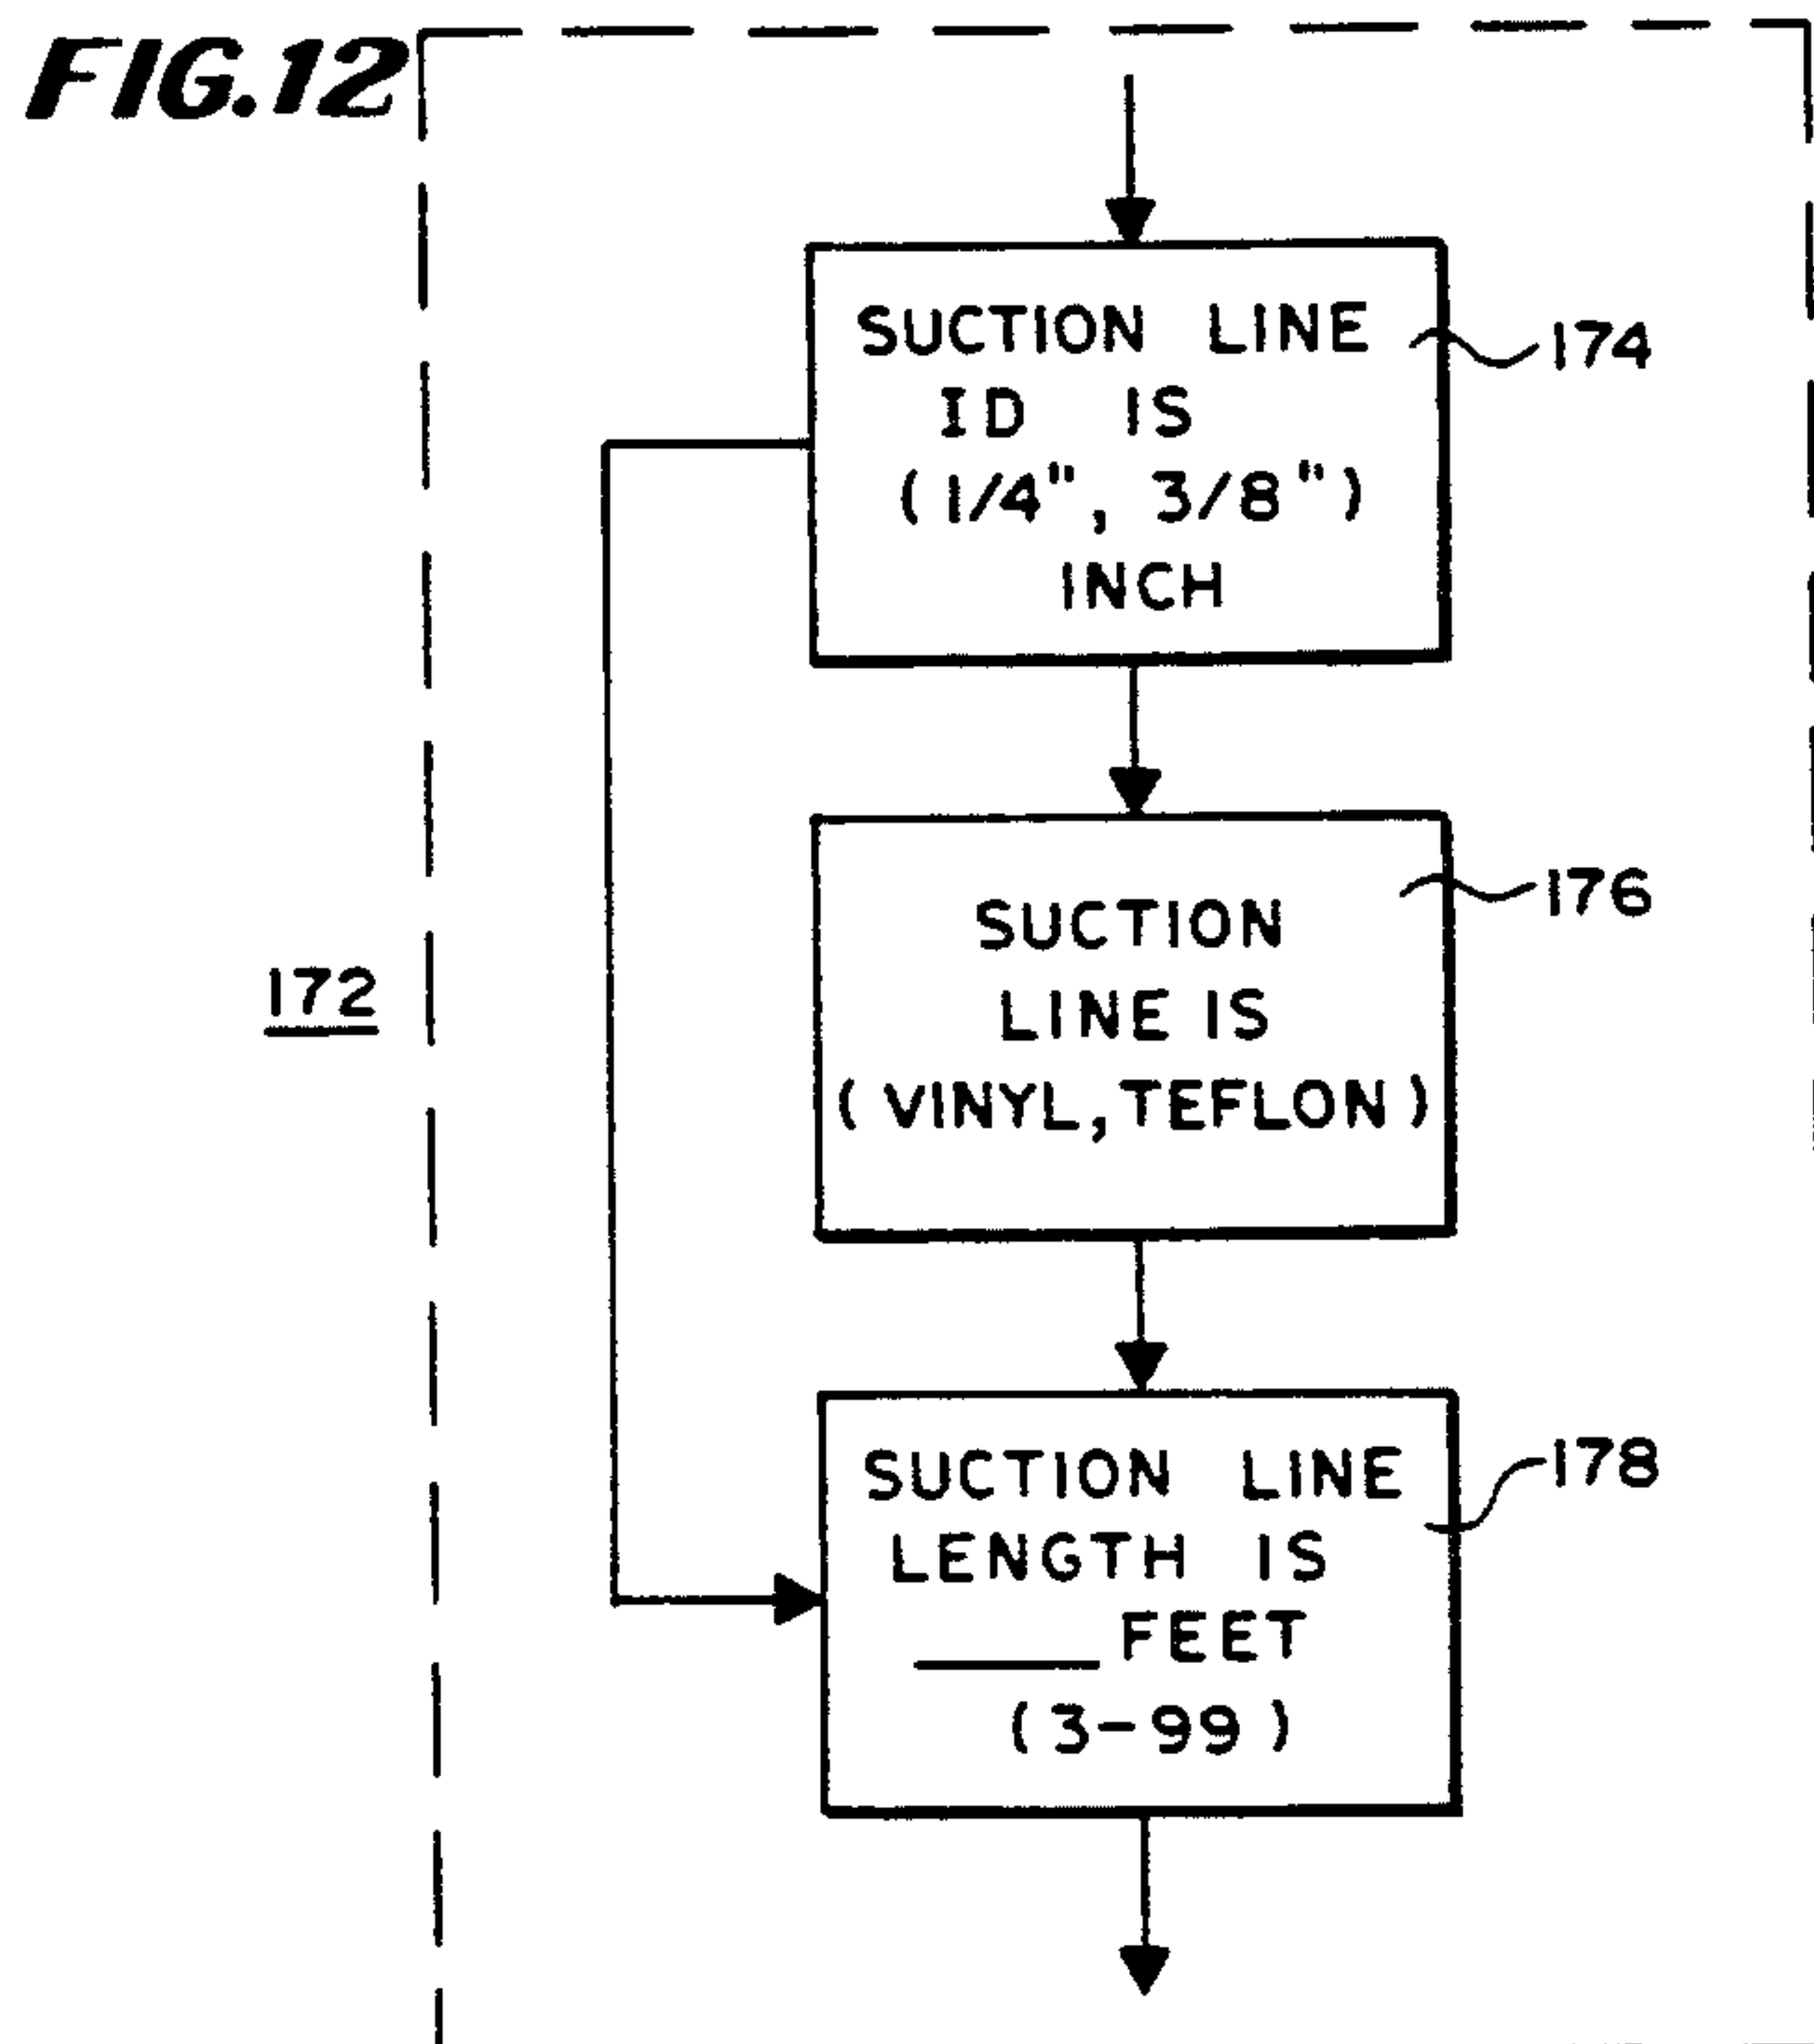 FIG.12
SUCTION LINE
ID IS
(1/4", 3/8")
INCH
174
SUCTION
LINE IS
(VINYL,TEFLON)
176
172
SUCTION LINE
LENGTH IS
____FEET
(3-99)
178